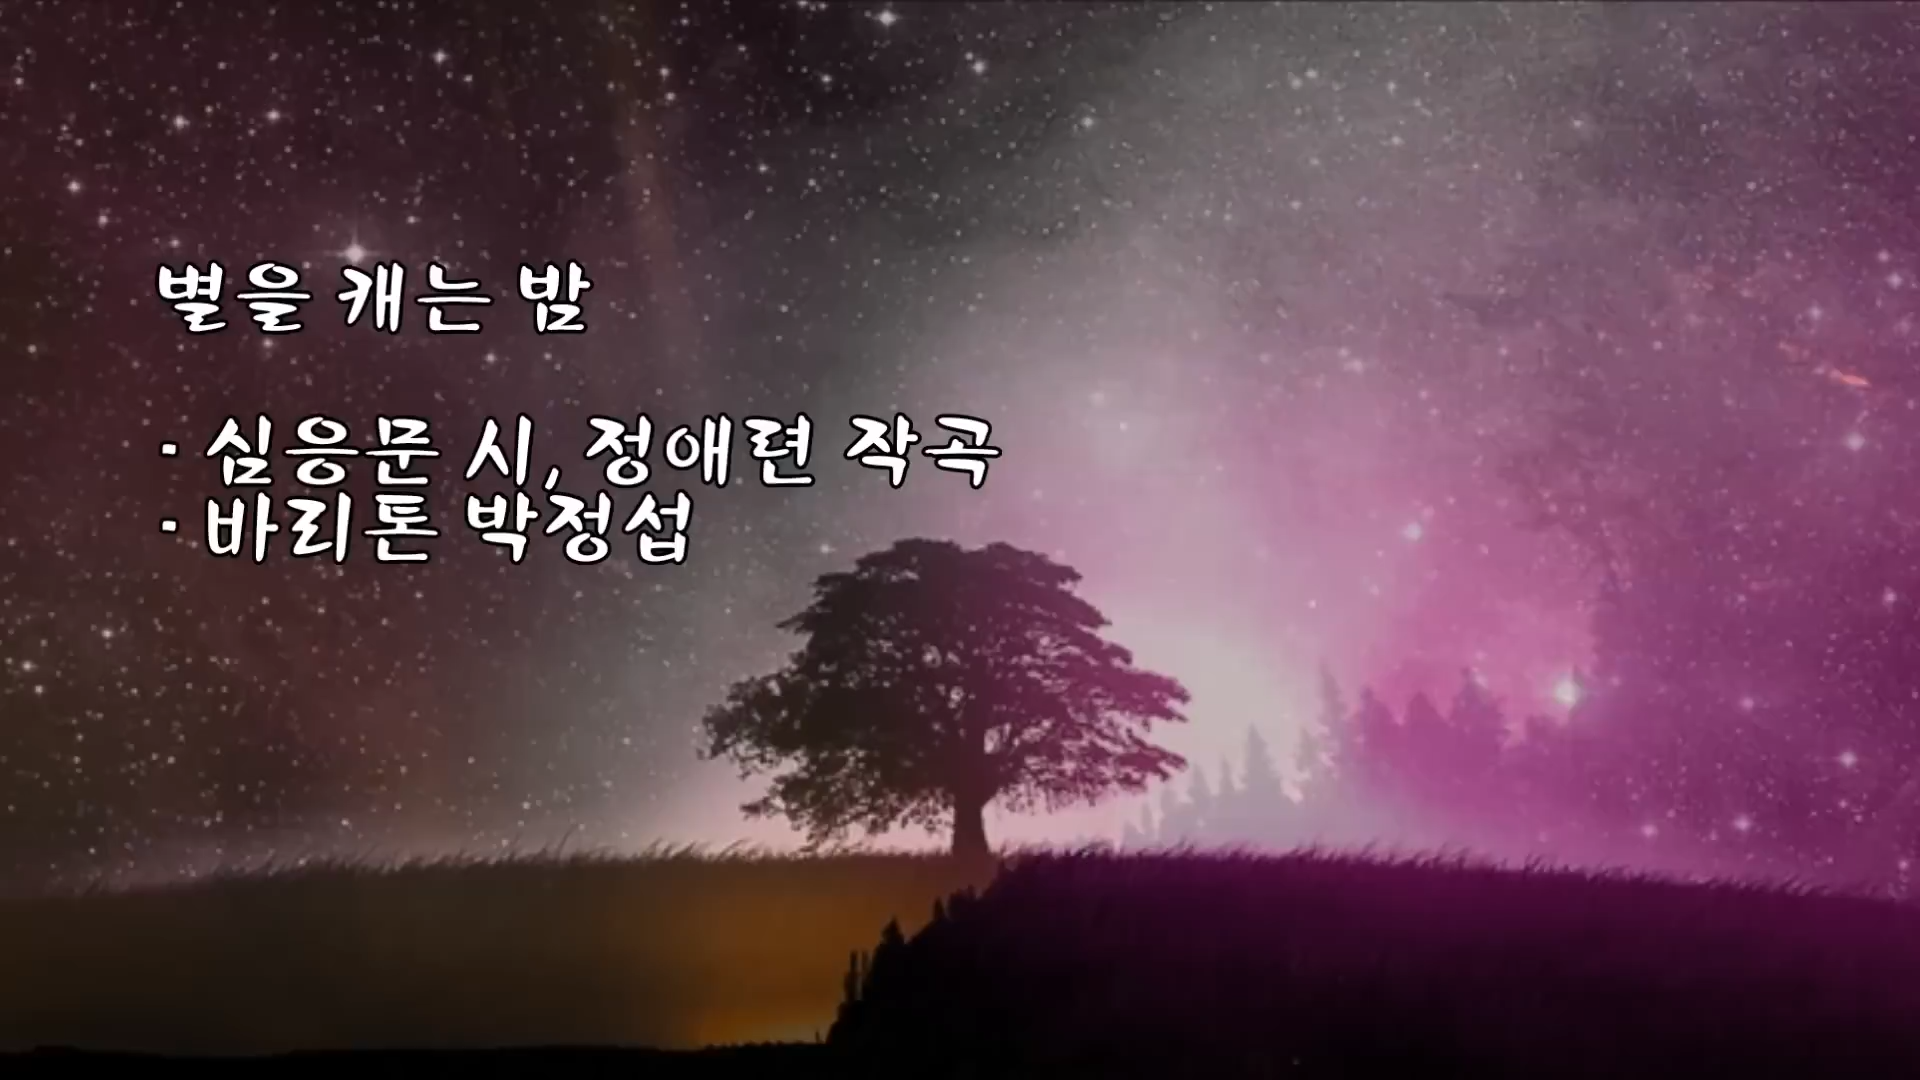 별을 캐는 밤
· 심응문 시, 정애련 작곡
· 바리톤 박정섭